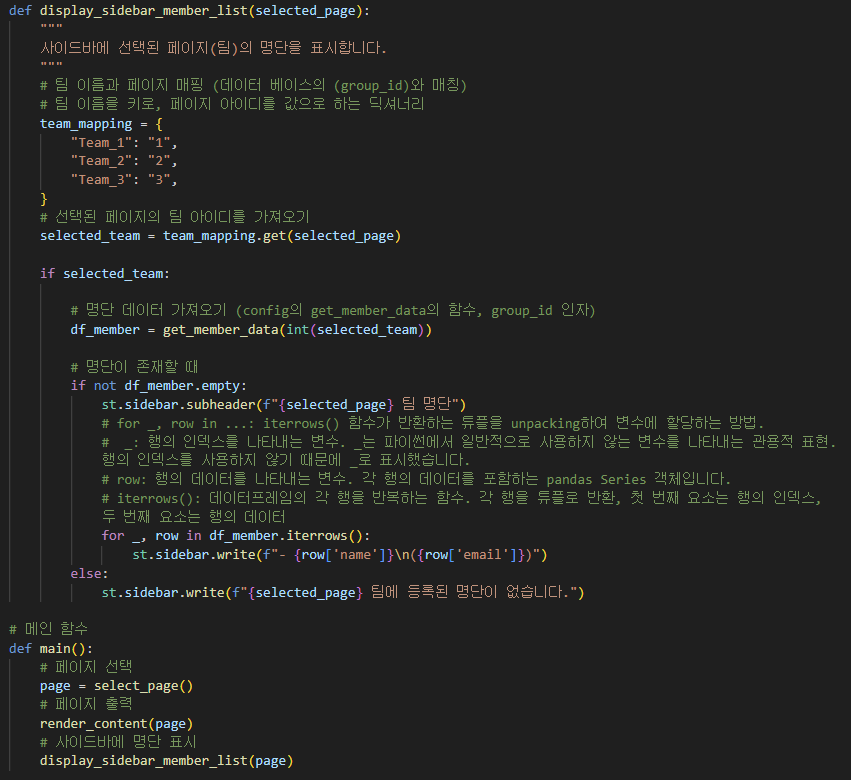 def display_sidebar_member_list(selected_page):
    """
    사이드바에 선택된 페이지(팀)의 명단을 표시합니다.
    """
    # 팀 이름과 페이지 매핑 (데이터 베이스의 (group_id)와 매칭)
    # 팀 이름을 키로, 페이지 아이디를 값으로 하는 딕셔너리
    team_mapping = {
        "Team_1": "1",
        "Team_2": "2",
        "Team_3": "3",
    }
    # 선택된 페이지의 팀 아이디를 가져오기
    selected_team = team_mapping.get(selected_page)

    if selected_team:

        # 명단 데이터 가져오기 (config의 get_member_data의 함수, group_id 인자)
        df_member = get_member_data(int(selected_team))

        # 명단이 존재할 때
        if not df_member.empty:
            st.sidebar.subheader(f"{selected_page} 팀 명단")
            # for _, row in ...: iterrows() 함수가 반환하는 튜플을 unpacking하여 변수에 할당하는 방법.
            #  _: 행의 인덱스를 나타내는 변수. _는 파이썬에서 일반적으로 사용하지 않는 변수를 나타내는 관용적 표현.
            행의 인덱스를 사용하지 않기 때문에 _로 표시했습니다.
            # row: 행의 데이터를 나타내는 변수. 각 행의 데이터를 포함하는 pandas Series 객체입니다.
            # iterrows(): 데이터프레임의 각 행을 반복하는 함수. 각 행을 튜플로 반환, 첫 번째 요소는 행의 인덱스,
            두 번째 요소는 행의 데이터
            for _, row in df_member.iterrows():
                st.sidebar.write(f"- {row['name']}\n({row['email']})")
        else:
            st.sidebar.write(f"{selected_page} 팀에 등록된 명단이 없습니다.")

# 메인 함수
def main():
    # 페이지 선택
    page = select_page()
    # 페이지 출력
    render_content(page)
    # 사이드바에 명단 표시
    display_sidebar_member_list(page)